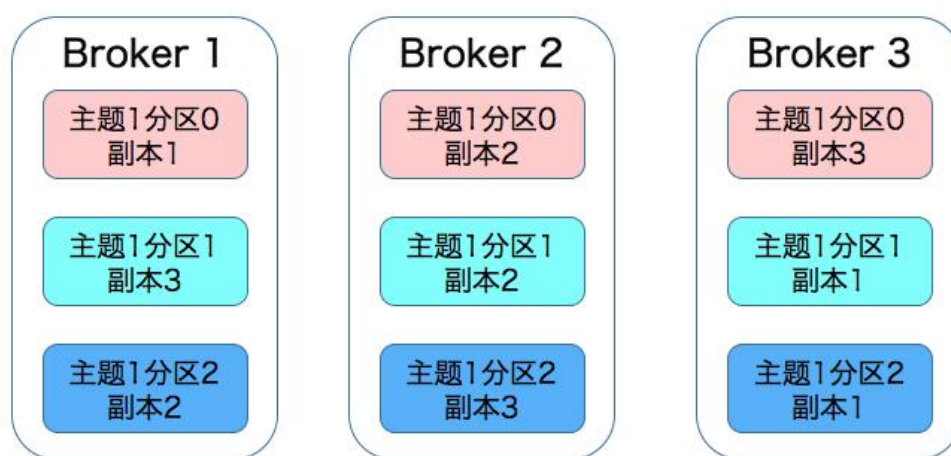 Broker 1
主题1分区0
副本1
主题1分区1
副本3
主题1分区2
副本2
Broker 2
主题1分区0
副本2
主题1分区1
副本2
主题1分区2
副本3
Broker 3
主题1分区0
副本3
主题1分区1
副本1
主题1分区2
副本1